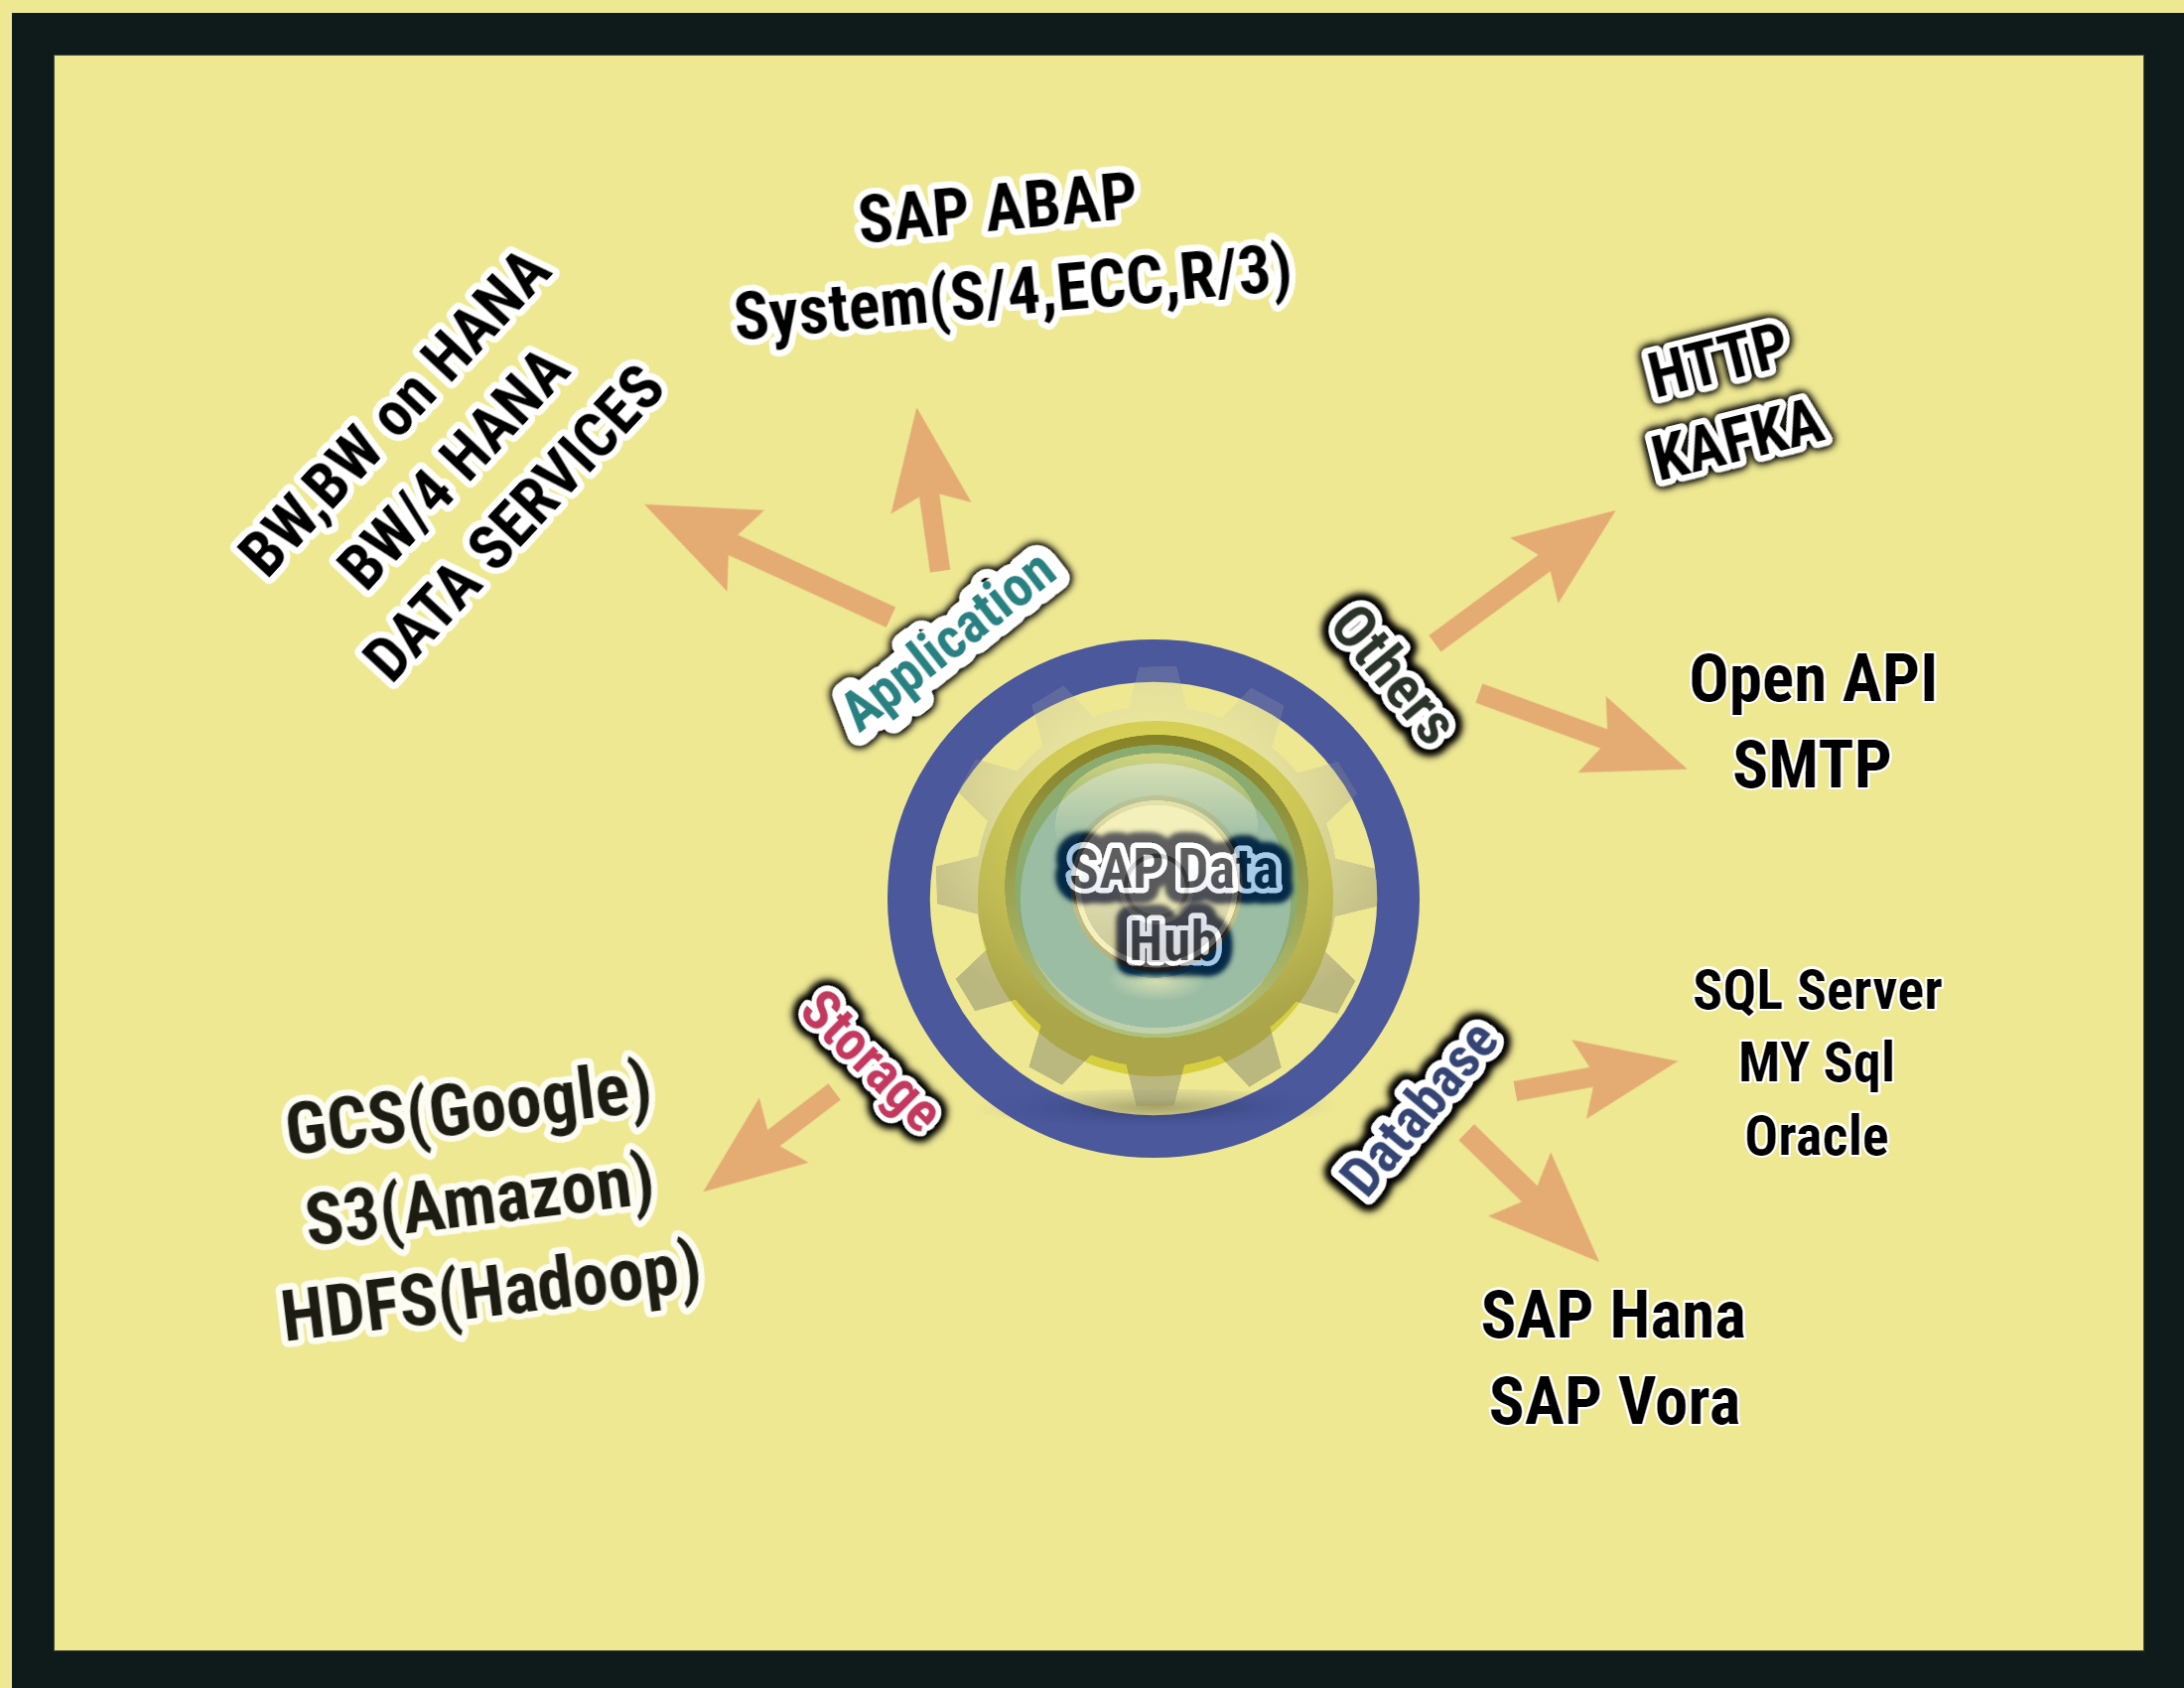 SAP ABAP
System(S/4,ECC,R/3)
BW,BW on HANA
BW/4 HANA
DATA SERVICES
HTTP
KAFKA
Application
Others
Open API
SMTP
SAP Data
Hub
Storage
Database
SQL Server
MY Sql
Oracle
GCS(Google)
S3(Amazon)
HDFS(Hadoop)
SAP Hana
SAP Vora